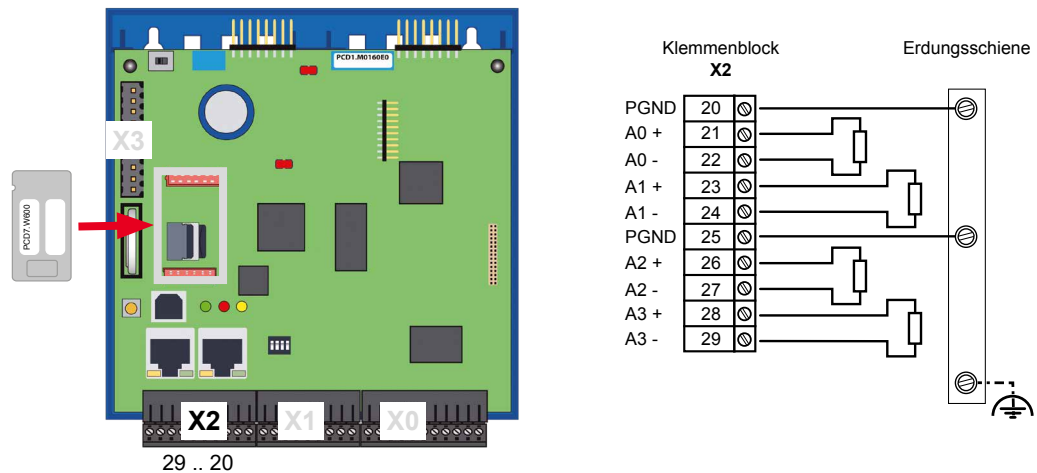 PCD1.M0160E0
X3
PCD7.W600
X2
X1
X0
29 .. 20
Klemmenblock
X2
Erdungsschiene
PGND 20
A0 + 21
A0 - 22
A1 + 23
A1 - 24
PGND 25
A2 + 26
A2 - 27
A3 + 28
A3 - 29